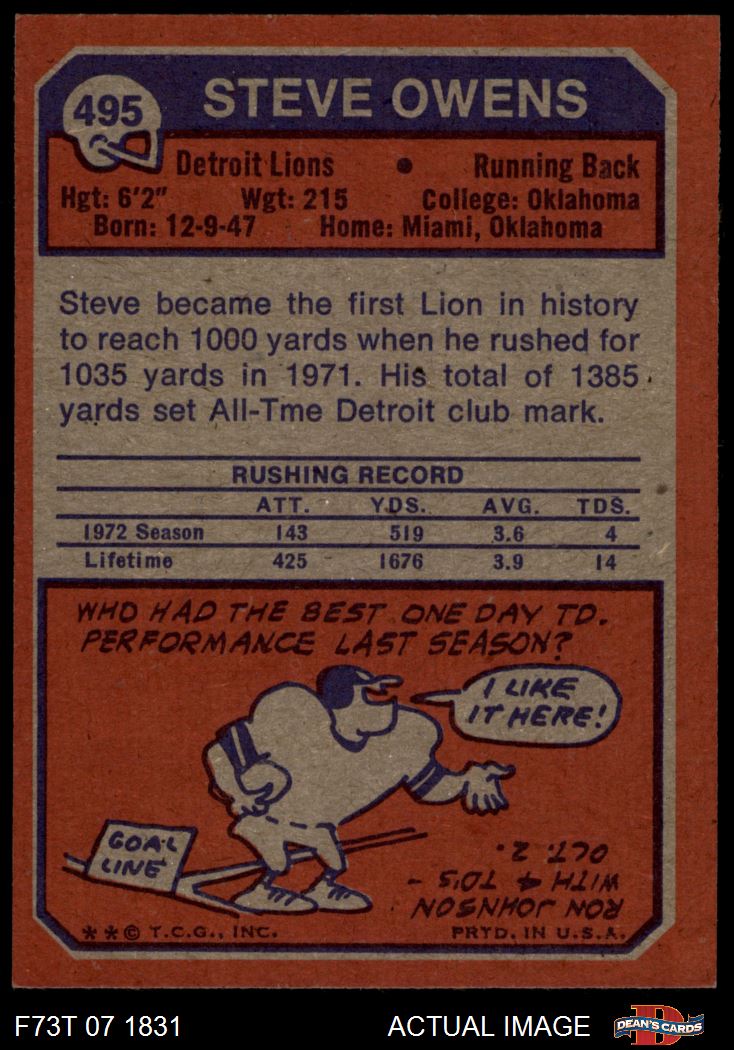 495
STEVE OWENS
Detroit Lions • Running Back
Hgt: 6'2" Wgt: 215 College: Oklahoma
Born: 12-9-47 Home: Miami, Oklahoma
Steve became the first Lion in history
to reach 1000 yards when he rushed for
1035 yards in 1971. His total of 1385
yards set All-Tme Detroit club mark.
RUSHING RECORD
ATT. YDS. AVG. TDS.
1972 Season 143 519 3.6 4
Lifetime 425 1676 3.9 14
WHO HAD THE BEST ONE DAY TD.
PERFORMANCE LAST SEASON?
I LIKE
IT HERE!
GOAL
LINE
RON JOHNSON
WITH 4 TD'S -
OCT. 2.
**© T.C.G., INC. PRTD. IN U.S.A.
F73T 07 1831 ACTUAL IMAGE
D
DEAN'S CARDS